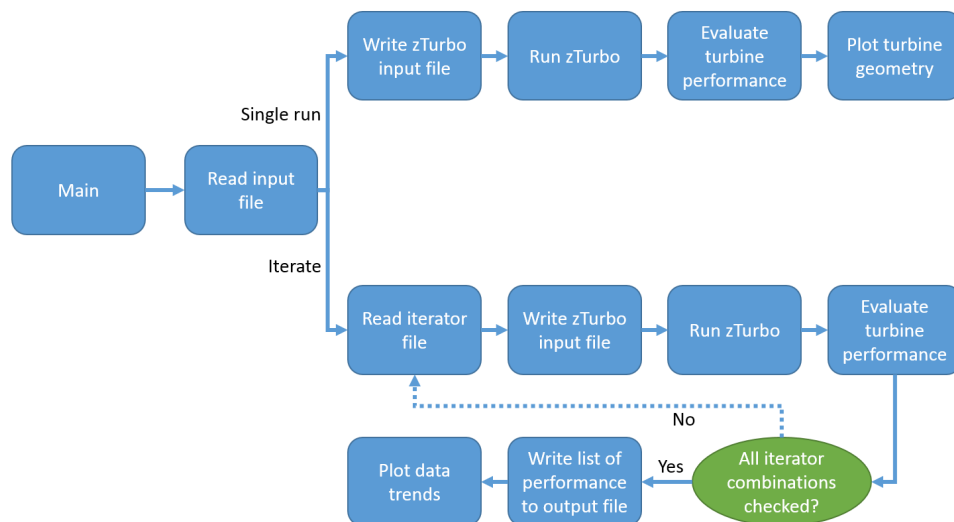 Write zTurbo
input file
Run zTurbo
Evaluate
turbine
performance
Plot turbine
geometry
Single run
Main
Read input
file
Iterate
Read iterator
file
Write zTurbo
input file
Run zTurbo
Evaluate
turbine
performance
No
Plot data
trends
Write list of
performance
to output file
Yes
All iterator
combinations
checked?